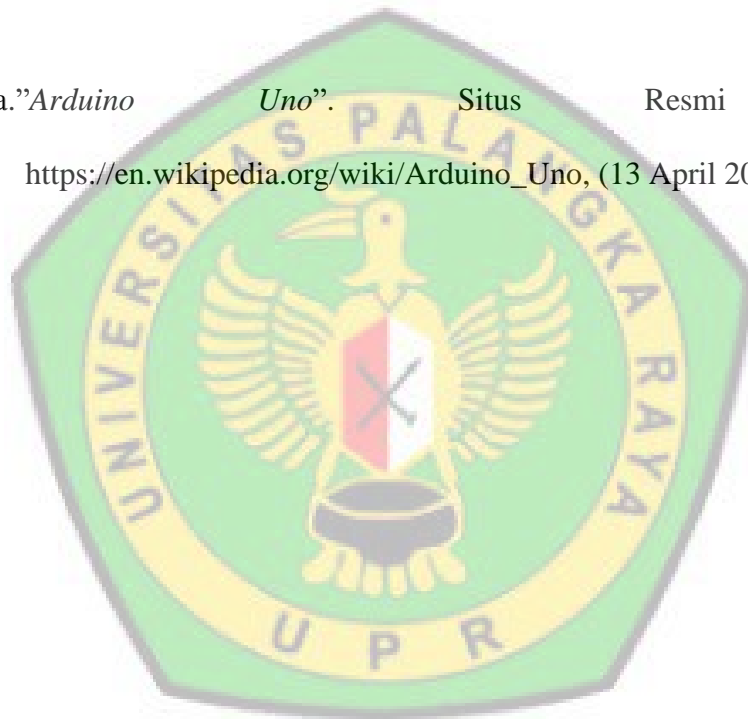 a."Arduino Uno". Situs Resmi
https://en.wikipedia.org/wiki/Arduino_Uno, (13 April 20
UNIVERSITAS PALANGKA RAYA
UPR